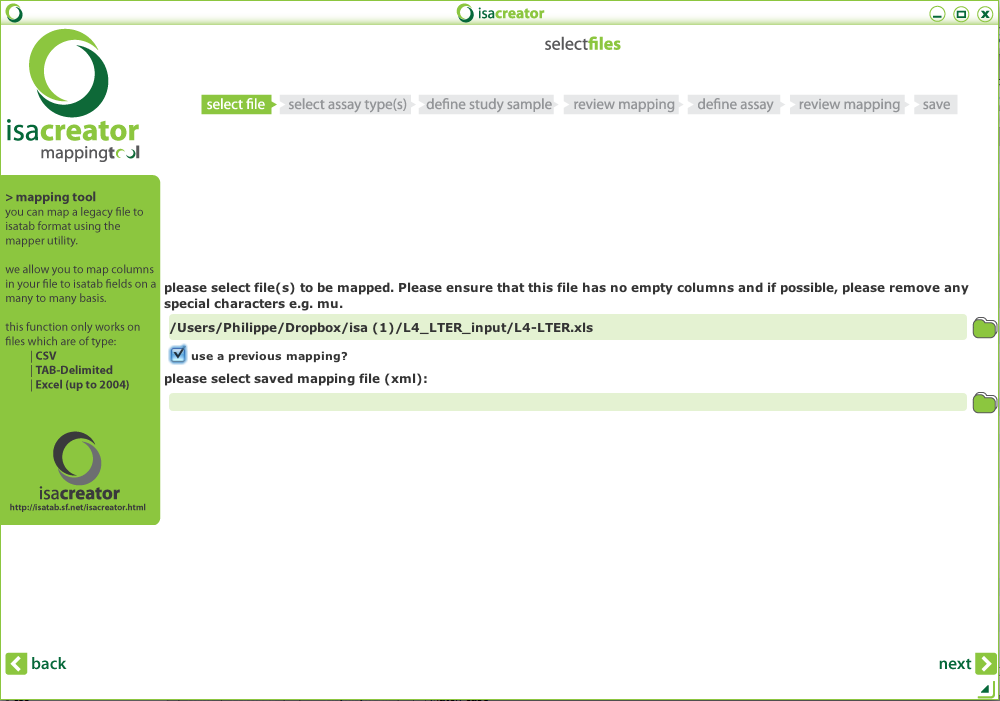 isacreator
selectfiles
select file
select assay type(s)
define study sample
review mapping
define assay
review mapping
save
isacreator
mappingtool
> mapping tool
you can map a legacy file to
isatab format using the
mapper utility.
we allow you to map columns
in your file to isatab fields on a
many to many basis.
this function only works on
files which are of type:
| CSV
| TAB-Delimited
| Excel (up to 2004)
isacreator
http://isatab.sf.net/isacreator.html
please select file(s) to be mapped. Please ensure that this file has no empty columns and if possible, please remove any
special characters e.g. mu.
/Users/Philippe/Dropbox/isa (1)/L4_LTER_input/L4-LTER.xls
use a previous mapping?
please select saved mapping file (xml):
back
next